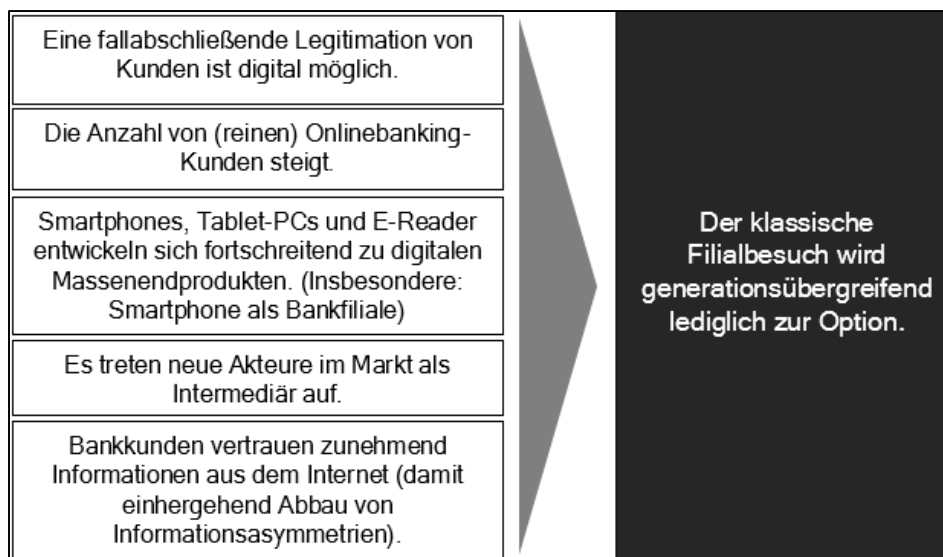 Eine fallabschließende Legitimation von
Kunden ist digital möglich.
Die Anzahl von (reinen) Onlinebanking-
Kunden steigt.
Smartphones, Tablet-PCs und E-Reader
entwickeln sich fortschreitend zu digitalen
Massenendprodukten. (Insbesondere:
Smartphone als Bankfiliale)
Es treten neue Akteure im Markt als
Intermediär auf.
Bankkunden vertrauen zunehmend
Informationen aus dem Internet (damit
einhergehend Abbau von
Informationsasymmetrien).
Der klassische
Filialbesuch wird
generationsübergreifend
lediglich zur Option.